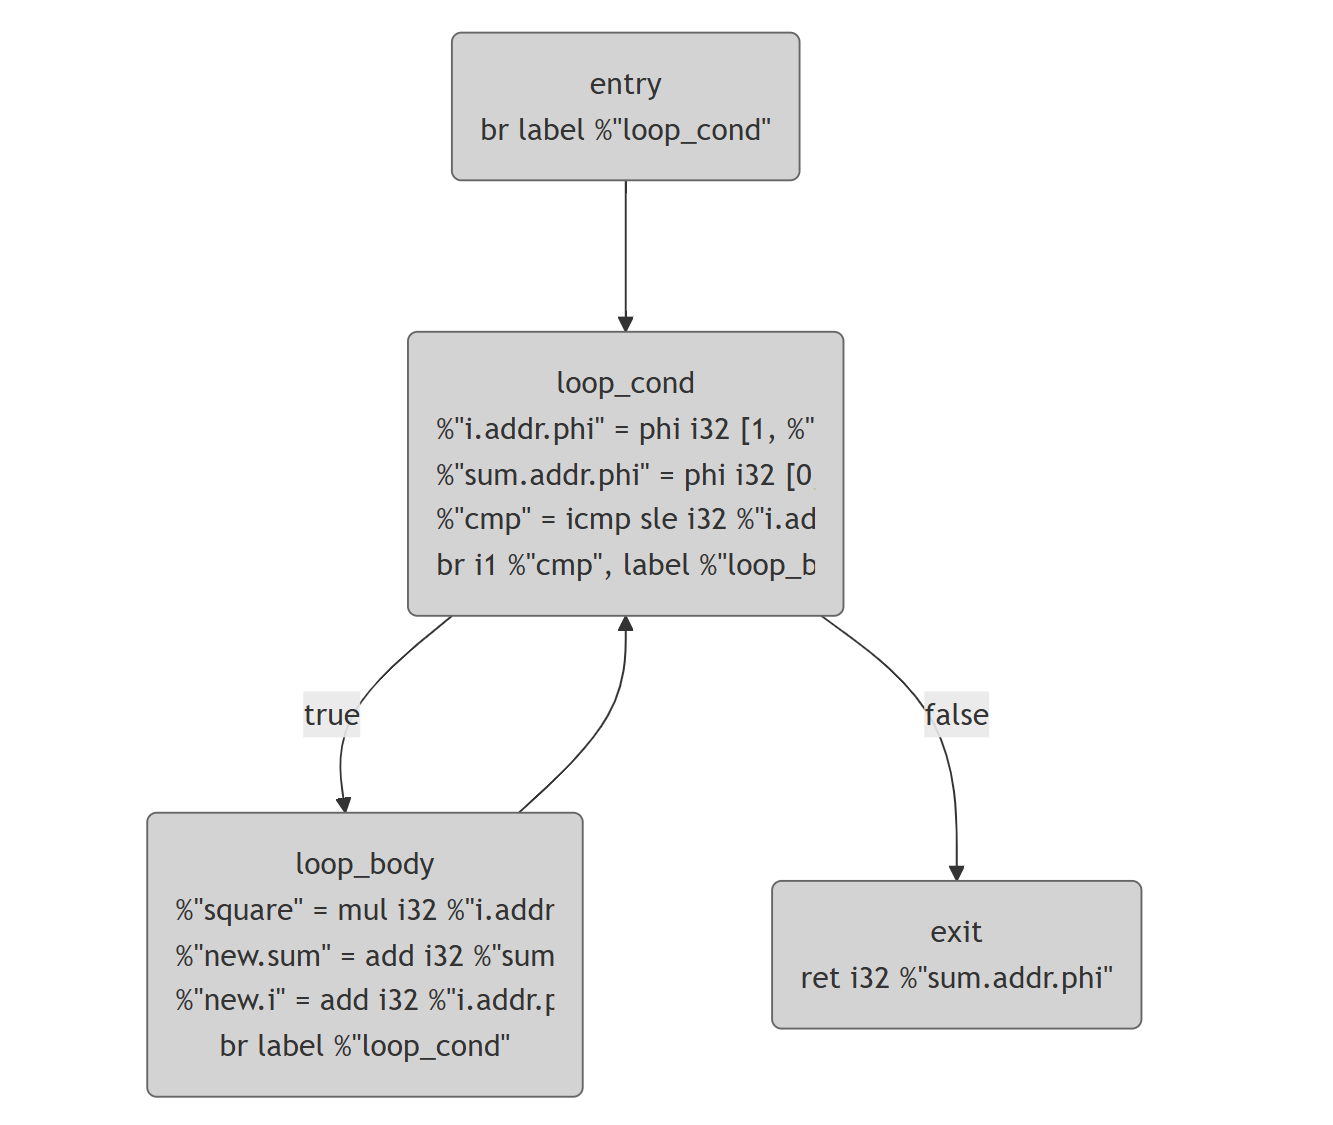 entry
br label %"loop_cond"
loop_cond
%"i.addr.phi" = phi i32 [1, %"
%"sum.addr.phi" = phi i32 [0
%"cmp" = icmp sle i32 %"i.ad
br i1 %"cmp", label %"loop_b
true
false
loop_body
%"square" = mul i32 %"i.addr
%"new.sum" = add i32 %"sum
%"new.i" = add i32 %"i.addr.p
br label %"loop_cond"
exit
ret i32 %"sum.addr.phi"